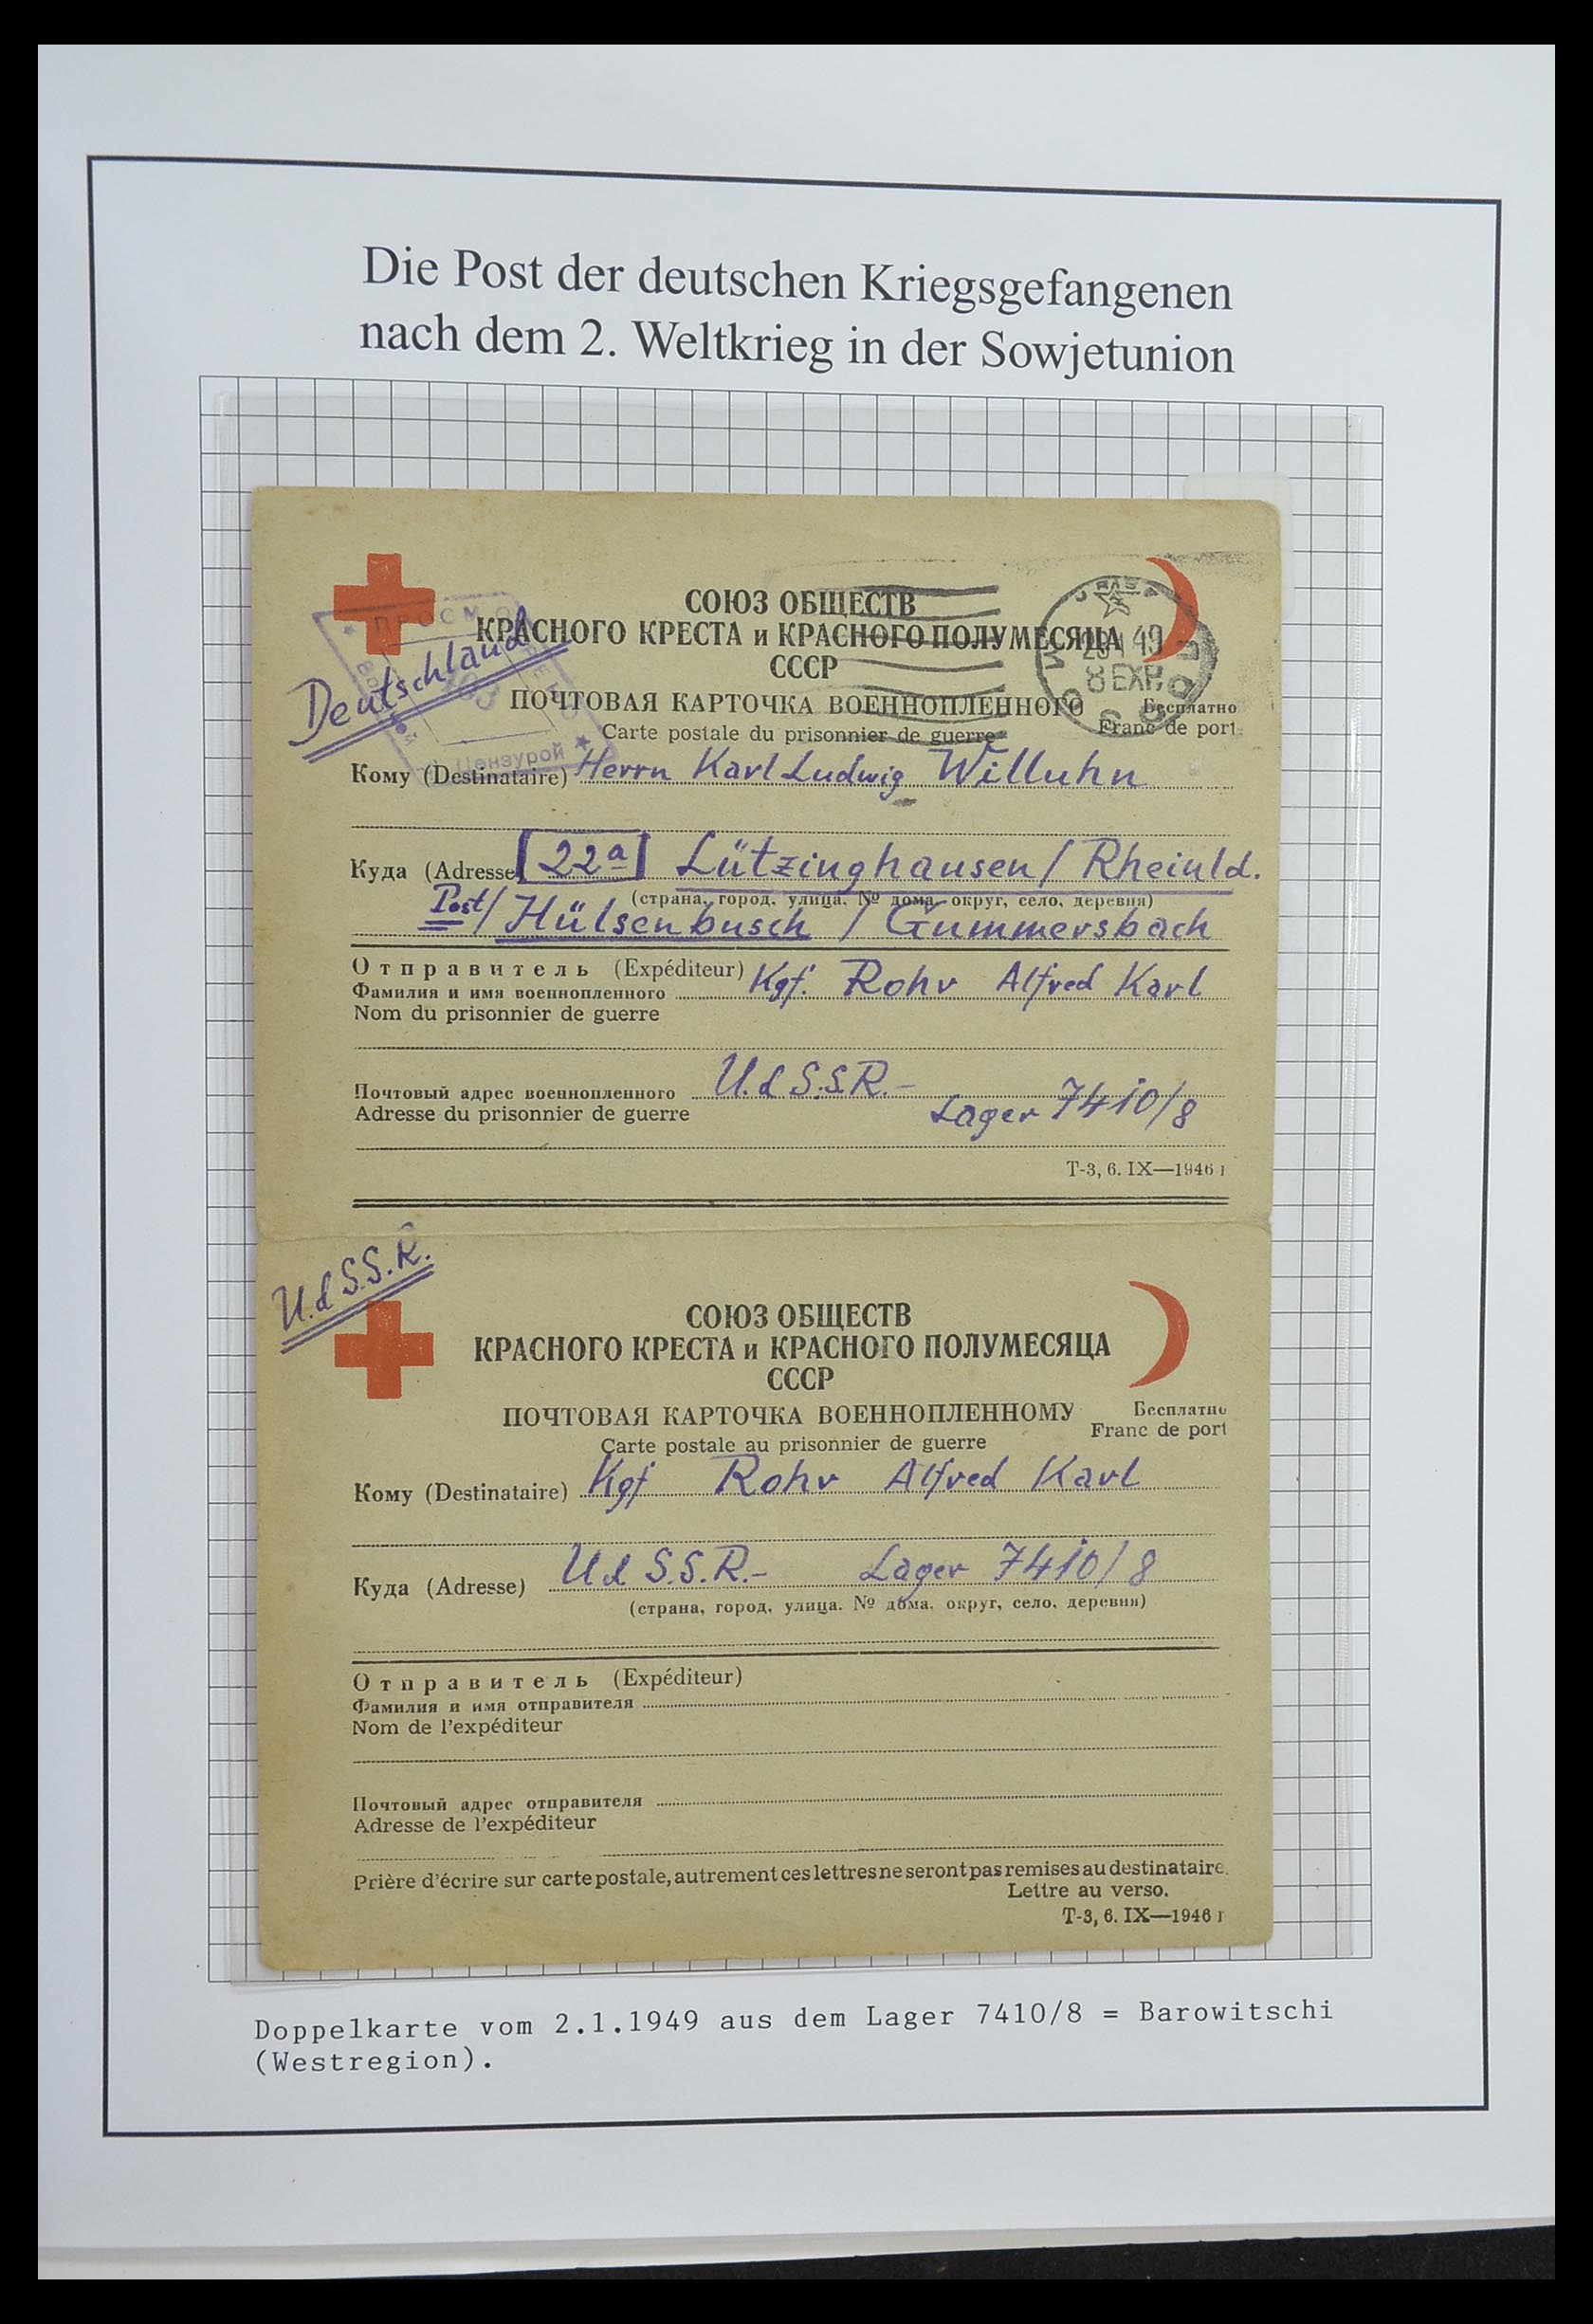 Die Post der deutschen Kriegsgefangenen
nach dem 2. Weltkrieg in der Sowjetunion
СОЮЗ ОБЩЕСТВ
КРАСНОГО КРЕСТА и КРАСНОГО ПОЛУМЕСЯЦА
СССР
Deutschland
ПОЧТОВАЯ КАРТОЧКА ВОЕННОПЛЕННОГО
Бесплатно
Carte postale du prisonnier de guerre
Franc de port
Цензурой
Кому (Destinataire) Herrn Karl Ludwig Willuhn
Куда (Adresse) [22a] Lützinghausen / Rheinld.
(страна, город, улица, № дома, округ, село, деревня)
Post/ Hülsenbusch / Gummersbach
Отправитель (Expéditeur) Kgf. Rohr Alfred Karl
Фамилия и имя военнопленного
Nom du prisonnier de guerre
Почтовый адрес военнопленного U.d.S.S.R.-
Adresse du prisonnier de guerre Lager 7410/8
Т-3, 6. IX—1946 г
U.d.S.S.R.
СОЮЗ ОБЩЕСТВ
КРАСНОГО КРЕСТА и КРАСНОГО ПОЛУМЕСЯЦА
СССР
ПОЧТОВАЯ КАРТОЧКА ВОЕННОПЛЕННОМУ
Бесплатно
Carte postale au prisonnier de guerre
Franc de port
Кому (Destinataire) Kgf Rohr Alfred Karl
Куда (Adresse) Ud S.S.R.- Lager 7410/8
(страна, город, улица. № дома, округ, село, деревня)
Отправитель (Expéditeur)
Фамилия и имя отправителя
Nom de l'expéditeur
Почтовый адрес отправителя
Adresse de l'expéditeur
Prière d'écrire sur carte postale, autrement ces lettres ne seront pas remises au destinataire.
Lettre au verso.
Т-3, 6. IX—1946 г
Doppelkarte vom 2.1.1949 aus dem Lager 7410/8 = Barowitschi
(Westregion).